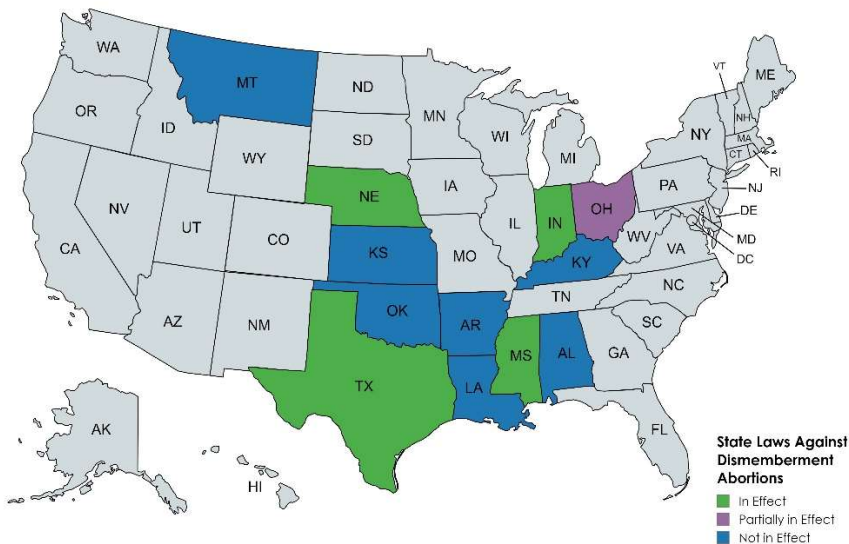 WA
MT
ND
MN
VT
ME
OR
ID
SD
WI
MI
NY
NH
MA
CT
RI
WY
NE
IA
PA
NJ
NV
UT
CO
IL
IN
OH
DE
WV
MD
DC
CA
KS
MO
KY
VA
AZ
NM
OK
AR
TN
NC
SC
TX
LA
MS
AL
GA
AK
HI
FL
State Laws Against
Dismemberment
Abortions
In Effect
Partially in Effect
Not in Effect